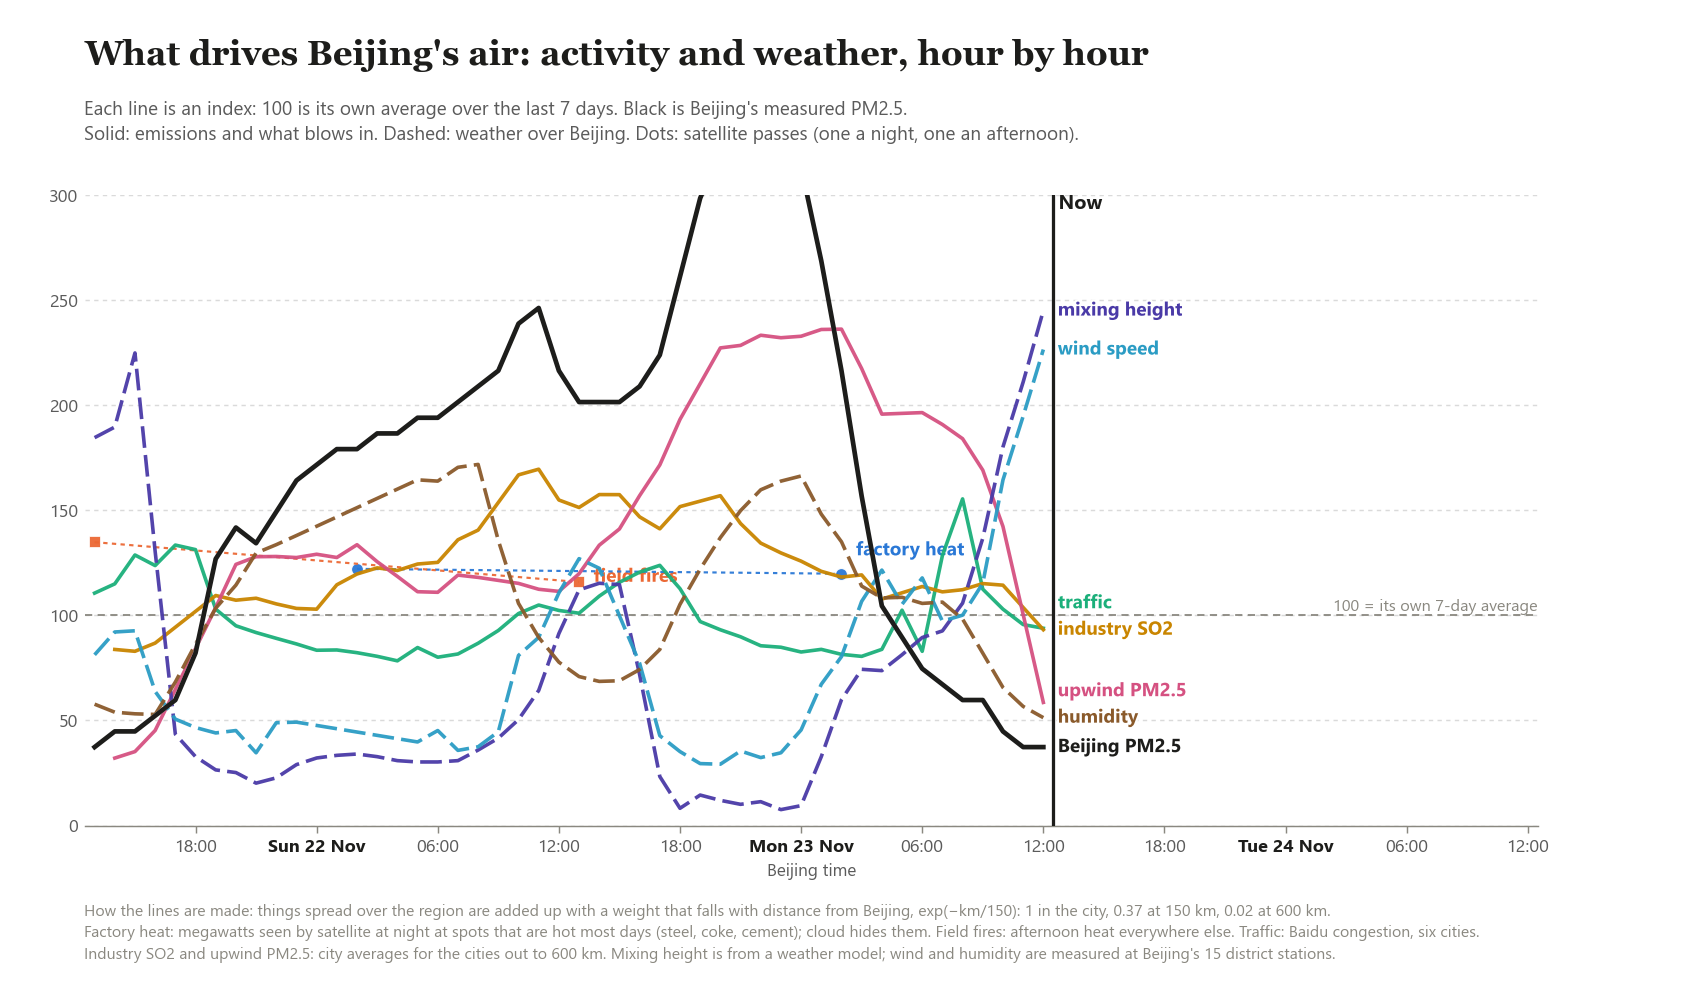 What drives Beijing's air: activity and weather, hour by hour
Each line is an index: 100 is its own average over the last 7 days. Black is Beijing's measured PM2.5.
Solid: emissions and what blows in. Dashed: weather over Beijing. Dots: satellite passes (one a night, one an afternoon).
300
Now
mixing height
250
wind speed
200
150
factory heat
field fires
traffic
100 = its own 7-day average
100
industry SO2
upwind PM2.5
humidity
50
Beijing PM2.5
0
18:00 Sun 22 Nov 06:00 12:00 18:00 Mon 23 Nov 06:00 12:00 18:00 Tue 24 Nov 06:00 12:00
Beijing time
How the lines are made: things spread over the region are added up with a weight that falls with distance from Beijing, exp(−km/150): 1 in the city, 0.37 at 150 km, 0.02 at 600 km.
Factory heat: megawatts seen by satellite at night at spots that are hot most days (steel, coke, cement); cloud hides them. Field fires: afternoon heat everywhere else. Traffic: Baidu congestion, six cities.
Industry SO2 and upwind PM2.5: city averages for the cities out to 600 km. Mixing height is from a weather model; wind and humidity are measured at Beijing's 15 district stations.